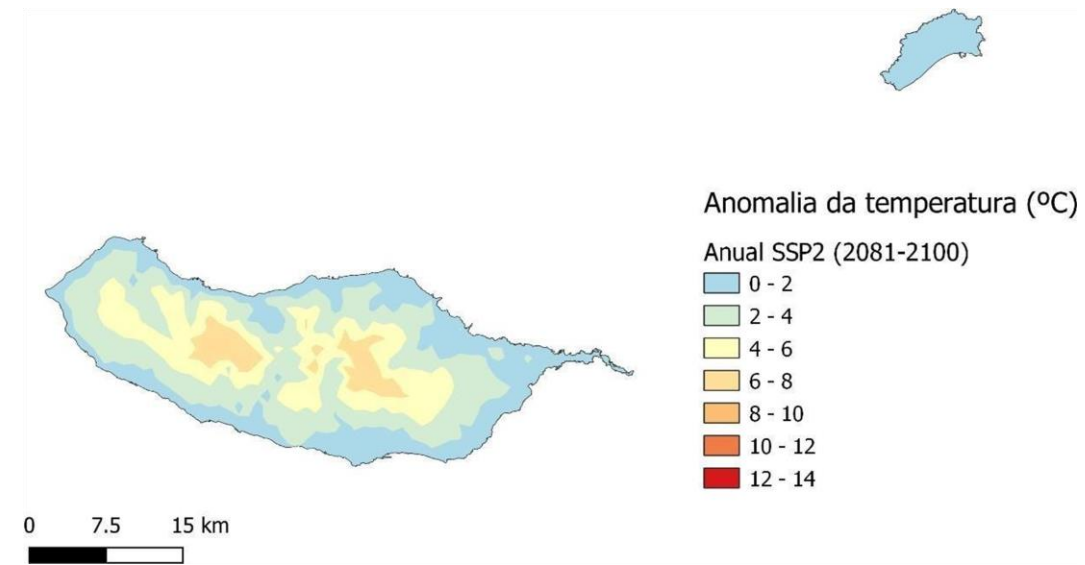 Anomalia da temperatura (ºC)
Anual SSP2 (2081-2100)
0 - 2
2 - 4
4 - 6
6 - 8
8 - 10
10 - 12
12 - 14
0 7.5 15 km